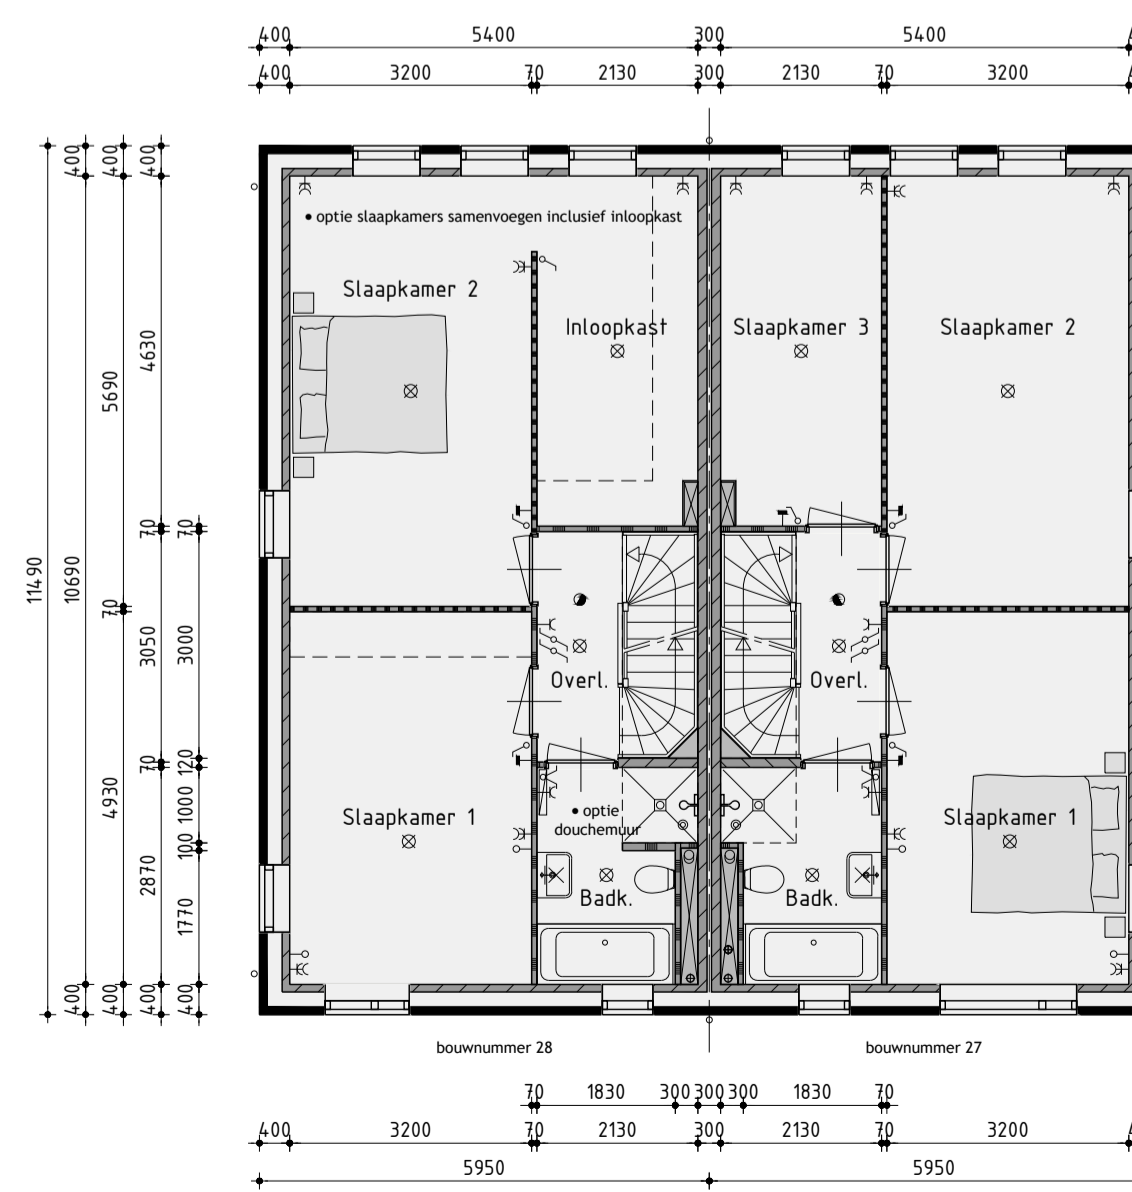 400 5400 300 5400
400 3200 70 2130 300 2130 70 3200
400 400 400
• optie slaapkamers samenvoegen inclusief inloopkast
Slaapkamer 2
Inloopkast
Slaapkamer 3
Slaapkamer 2
4630
5690
70 70
11490
10690
70
3050
3000
Overl.
Overl.
70
120
4930
1000
• optie
douchemuur
Slaapkamer 1
Slaapkamer 1
100
2870
1770
Badk.
Badk.
400 400 400 400
bouwnummer 28
bouwnummer 27
70 1830 300 300 300 1830 70
400 3200 70 2130 300 2130 70 3200
5950 5950